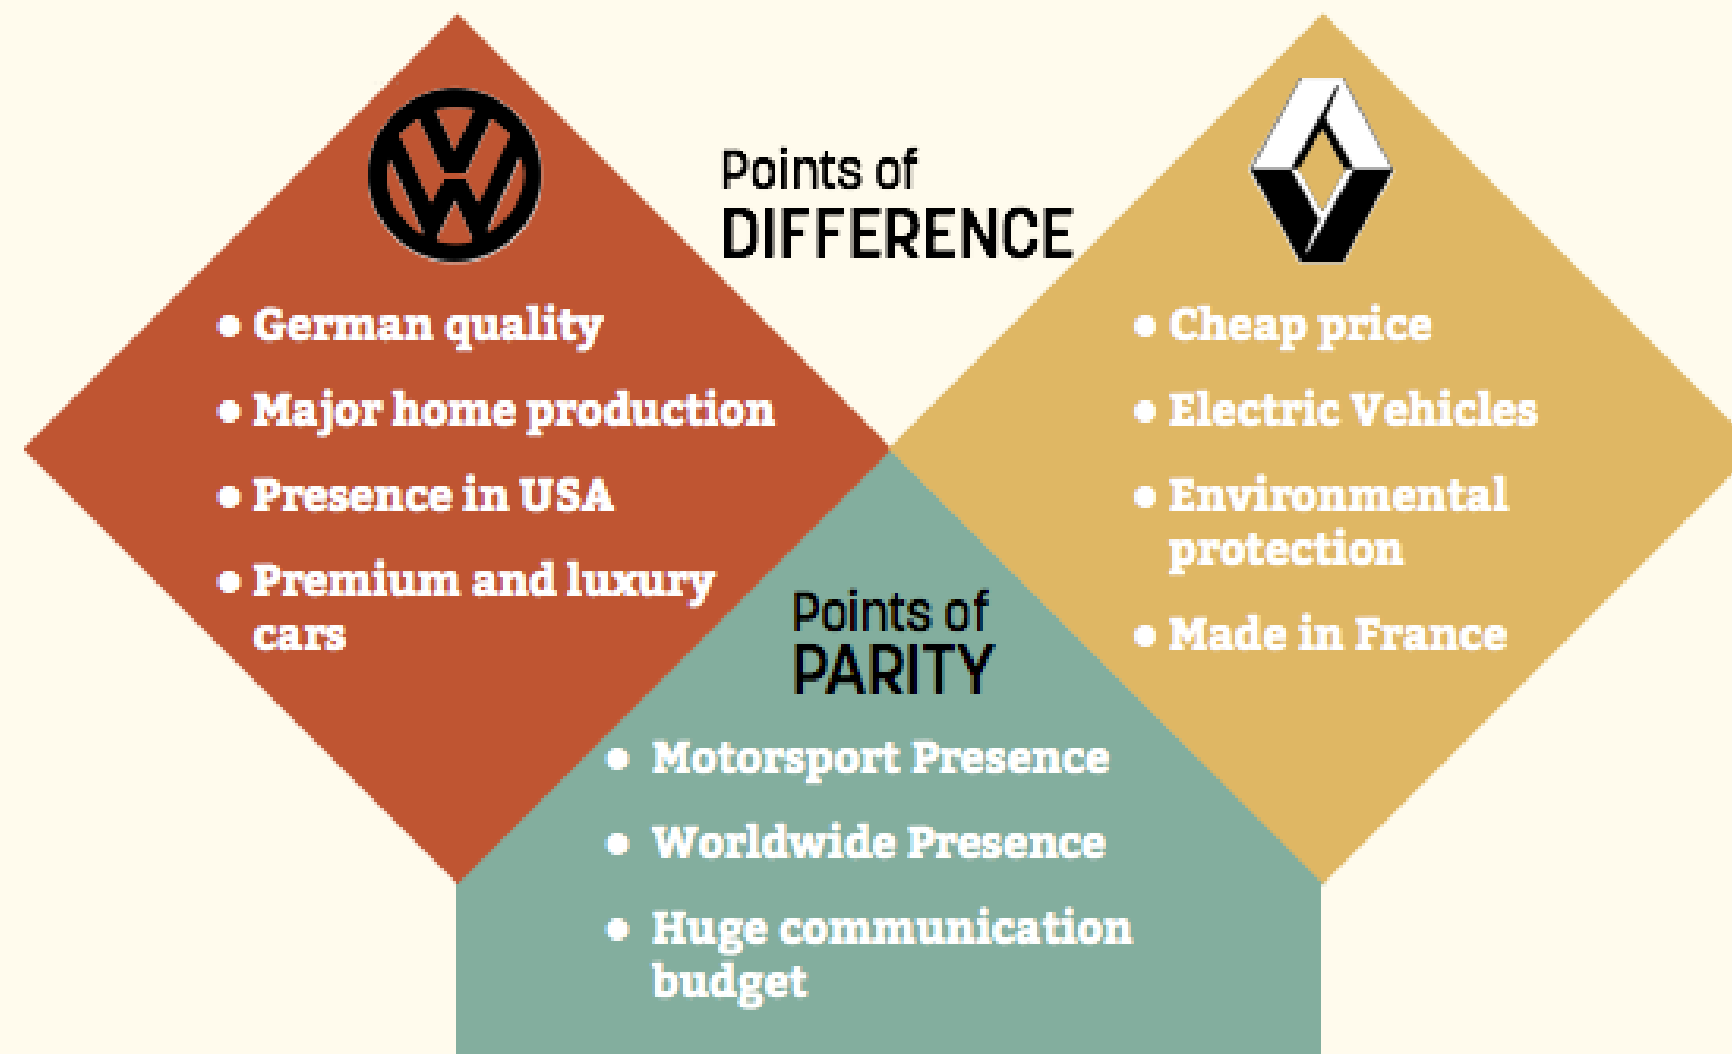 Points of
DIFFERENCE
• German quality
• Major home production
• Presence in USA
• Premium and luxury
cars
• Cheap price
• Electric Vehicles
• Environmental
protection
• Made in France
Points of
PARITY
• Motorsport Presence
• Worldwide Presence
• Huge communication
budget